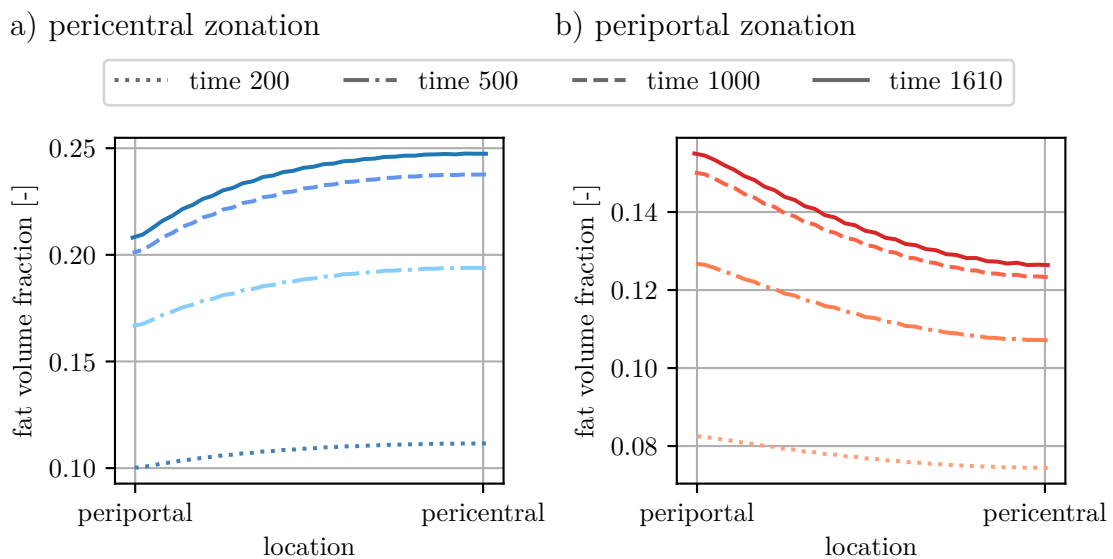 a) pericentral zonation
b) periportal zonation
time 200 time 500 time 1000 time 1610
fat volume fraction [-]
0.25
0.20
0.15
0.10
periportal pericentral
location
fat volume fraction [-]
0.14
0.12
0.10
0.08
periportal pericentral
location